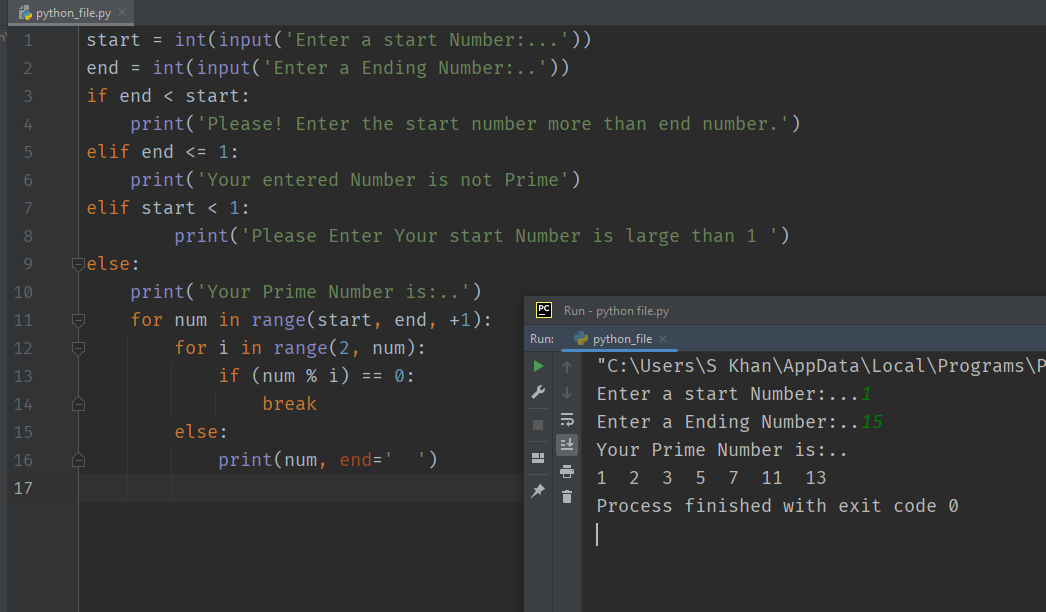 python_file.py
1 start = int(input('Enter a start Number:...'))
2 end = int(input('Enter a Ending Number:..'))
3 if end < start:
4     print('Please! Enter the start number more than end number.')
5 elif end <= 1:
6     print('Your entered Number is not Prime')
7 elif start < 1:
8         print('Please Enter Your start Number is large than 1 ')
9 else:
10     print('Your Prime Number is:..')
11     for num in range(start, end, +1):
12         for i in range(2, num):
13             if (num % i) == 0:
14                 break
15         else:
16             print(num, end='  ')
17
PC Run - python file.py
Run: python_file
"C:\Users\S Khan\AppData\Local\Programs\P
Enter a start Number:...1
Enter a Ending Number:..15
Your Prime Number is:..
1  2  3  5  7  11  13
Process finished with exit code 0